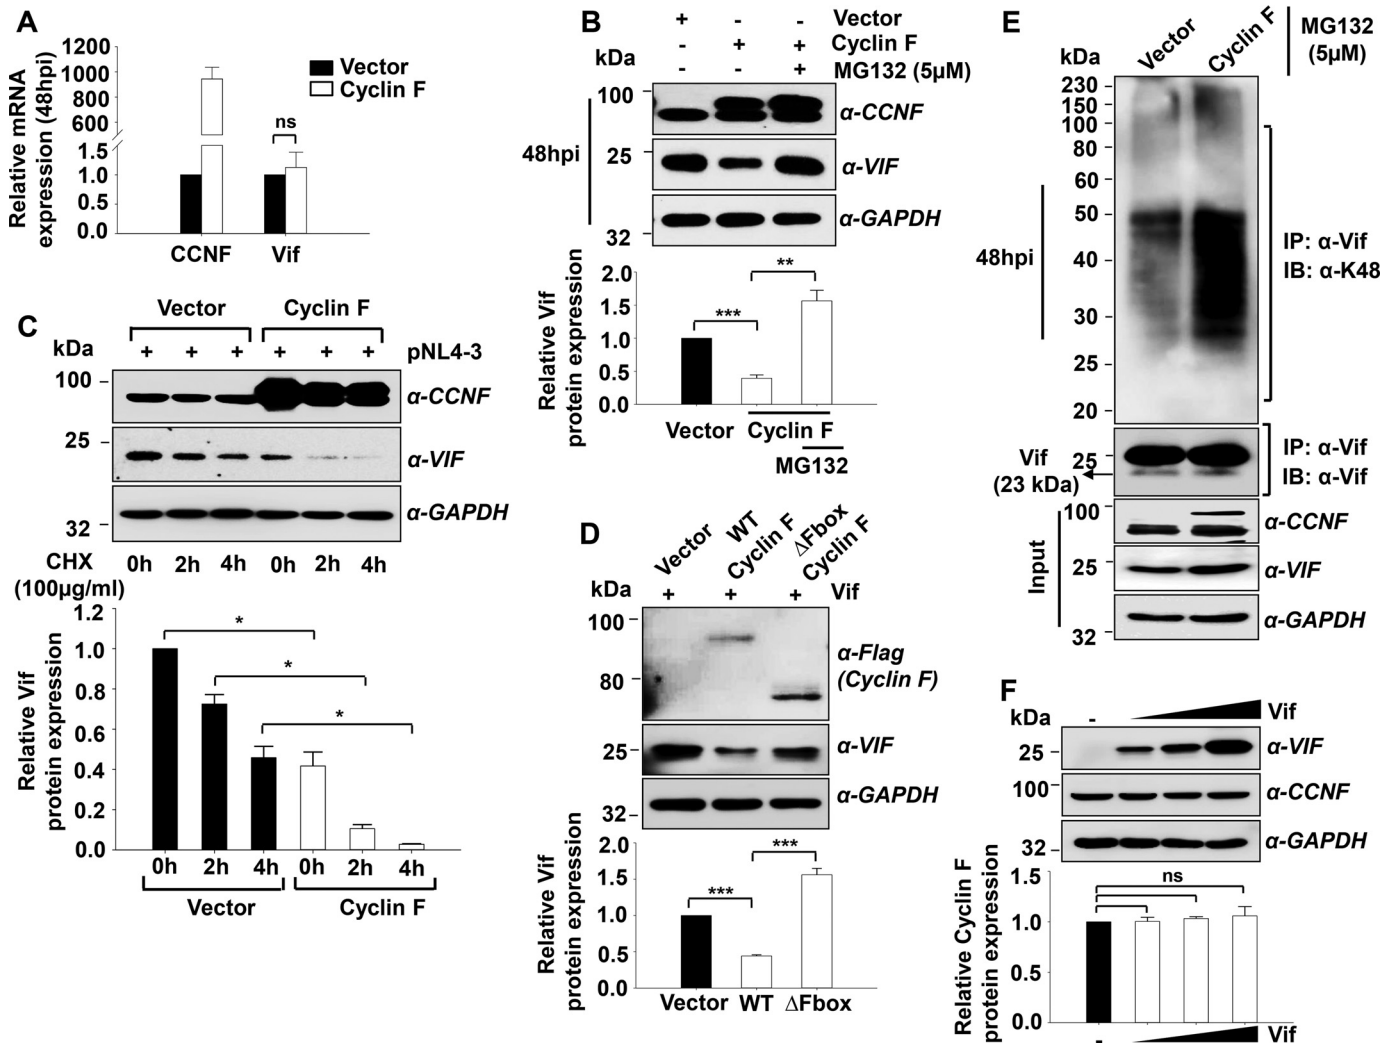 A
Relative mRNA
expression (48hpi)
1200
1000
800
600
1.5
1.0
0.5
0.0
Vector
Cyclin F
ns
CCNF
Vif
B
+ - - Vector
- + + Cyclin F
- - + MG132 (5µM)
kDa
100
α-CCNF
48hpi
25
α-VIF
α-GAPDH
32
Relative Vif
protein expression
2.0
1.5
1.0
0.5
0.0
***
**
Vector
Cyclin F
MG132
C
Vector
Cyclin F
kDa
+ + + + + + pNL4-3
100
α-CCNF
25
α-VIF
α-GAPDH
32
CHX
(100µg/ml)
0h 2h 4h 0h 2h 4h
Relative Vif
protein expression
1.2
1.0
0.8
0.6
0.4
0.2
0.0
*
*
*
0h 2h 4h 0h 2h 4h
Vector
Cyclin F
D
Vector
WT
Cyclin F
ΔFbox
Cyclin F
kDa
+ + + Vif
100
80
α-Flag
(Cyclin F)
25
α-VIF
α-GAPDH
32
Relative Vif
protein expression
2.0
1.5
1.0
0.5
0.0
***
***
Vector WT ΔFbox
E
Vector
Cyclin F
MG132
(5µM)
kDa
230
150
100
80
60
50
40
30
25
20
48hpi
IP: α-Vif
IB: α-K48
Vif
(23 kDa)
25
IP: α-Vif
IB: α-Vif
Input
100
α-CCNF
25
α-VIF
α-GAPDH
32
F
kDa
-
Vif
25
α-VIF
100
α-CCNF
α-GAPDH
32
Relative Cyclin F
protein expression
1.5
1.0
0.5
0.0
ns
-
Vif